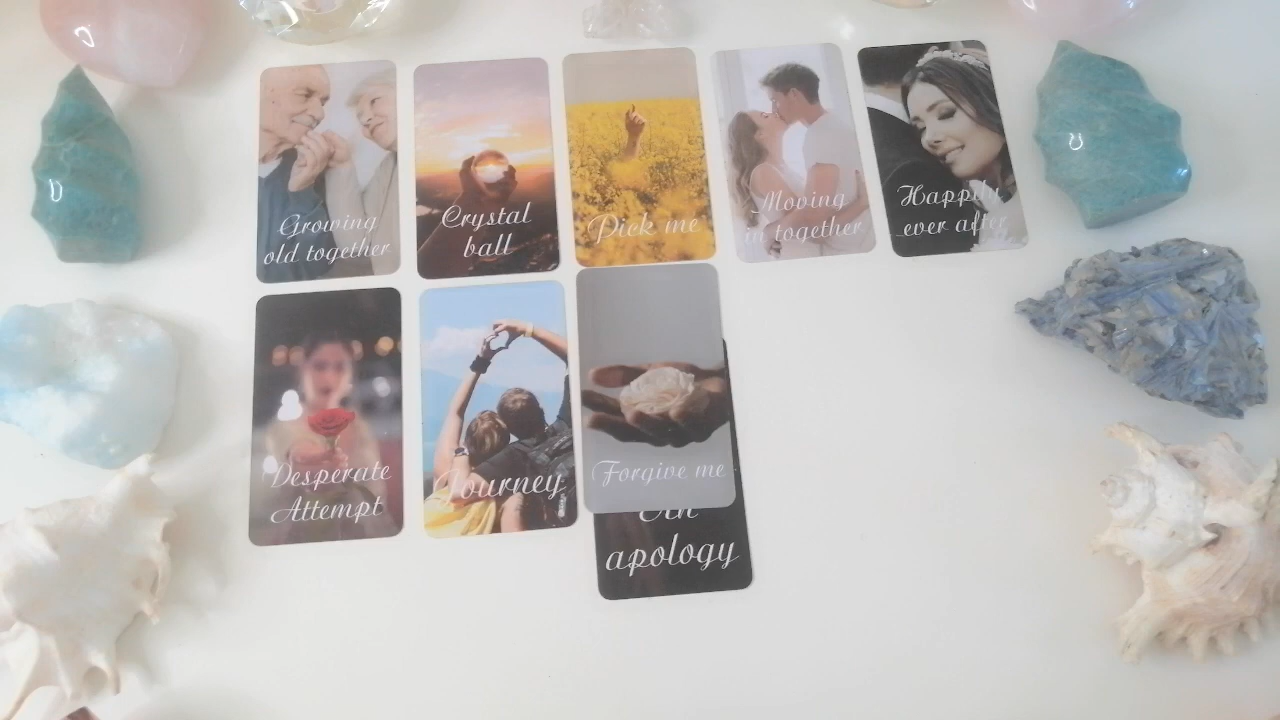 Growing
old together
Crystal
ball
Pick me
Moving
in together
Happily
ever after
Desperate
Attempt
Journey
Forgive me
apology